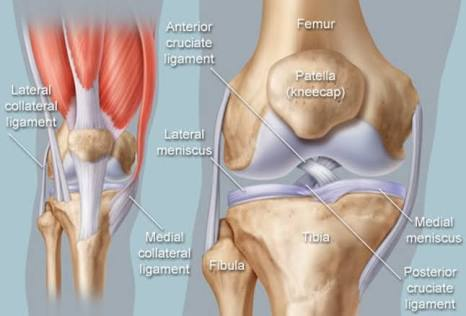 Lateral
collateral
ligament
Medial
collateral
ligament
Anterior
cruciate
ligament
Femur
Patella
(kneecap)
Lateral
meniscus
Tibia
Fibula
Medial
meniscus
Posterior
cruciate
ligament